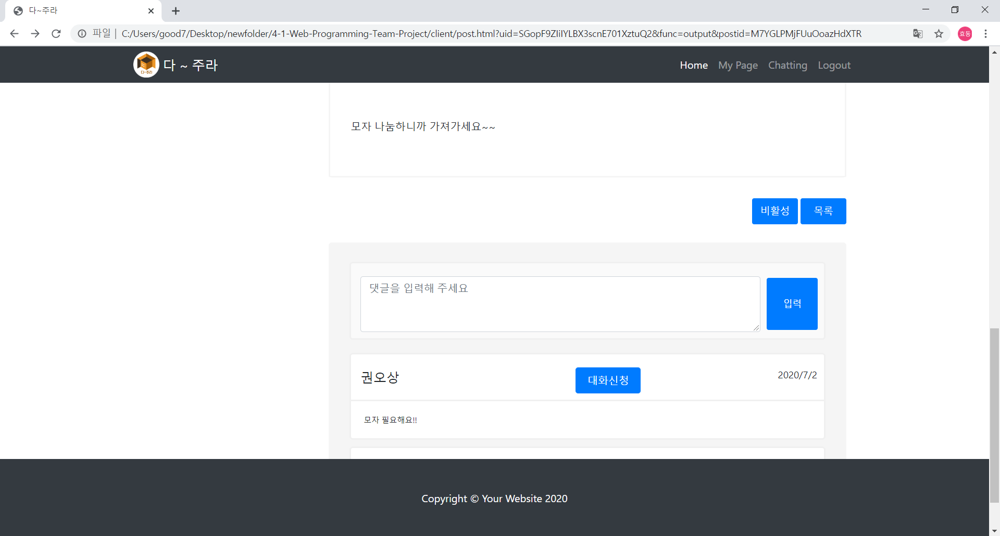 다~주라
파일 | C:/Users/good7/Desktop/newfolder/4-1-Web-Programming-Team-Project/client/post.html?uid=SGopF9ZIiIYLBX3scnE701XztuQ2&func=output&postid=M7YGLPMjFUuOoazHdXTR
효동
다~주라
다 ~ 주라
Home My Page Chatting Logout
모자 나눔하니까 가져가세요~~
비활성 목록
댓글을 입력해 주세요
입력
권오상 대화신청 2020/7/2
모자 필요해요!!
Copyright © Your Website 2020